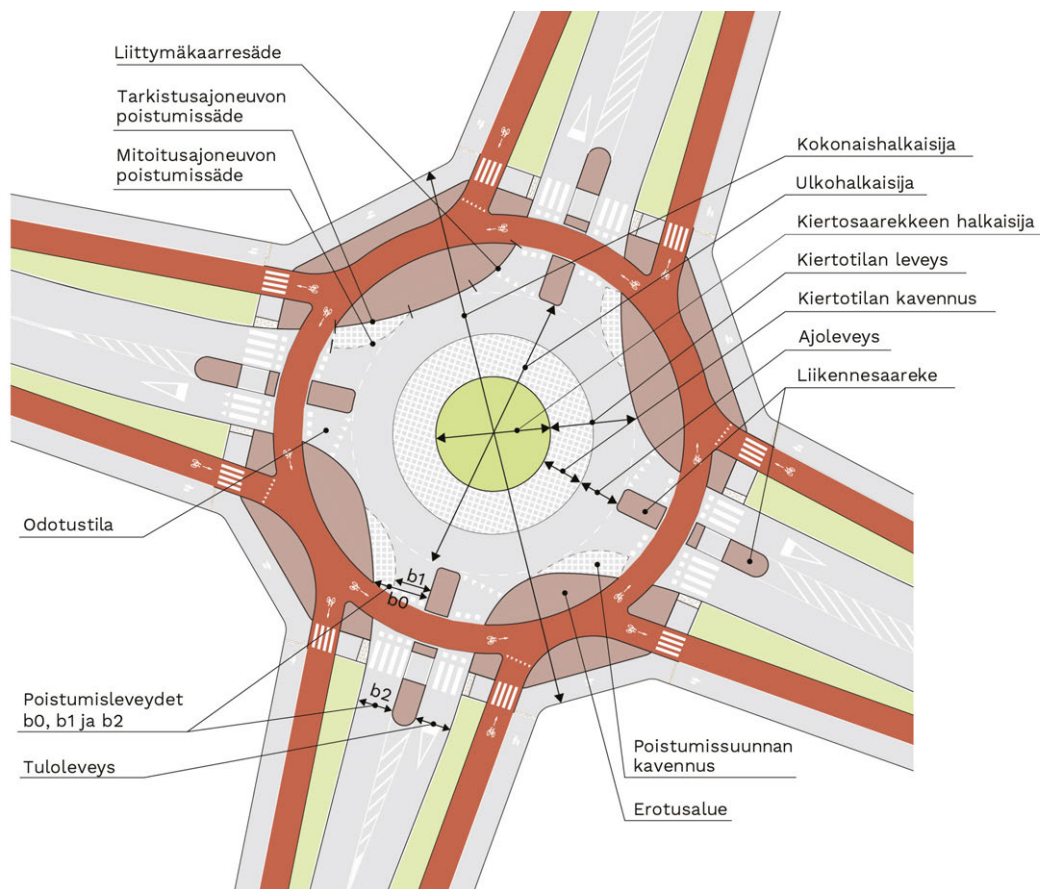 Liittymäkaarresäde
Tarkistusajoneuvon
poistumissäde
Mitoitusajoneuvon
poistumissäde
Kokonaishalkaisija
Ulkohalkaisija
Kiertosaarekkeen halkaisija
Kiertotilan leveys
Kiertotilan kavennus
Ajoleveys
Liikennesaareke
Odotustila
b1
b0
b2
Poistumisleveydet
b0, b1 ja b2
Tuloleveys
Poistumissuunnan
kavennus
Erotusalue